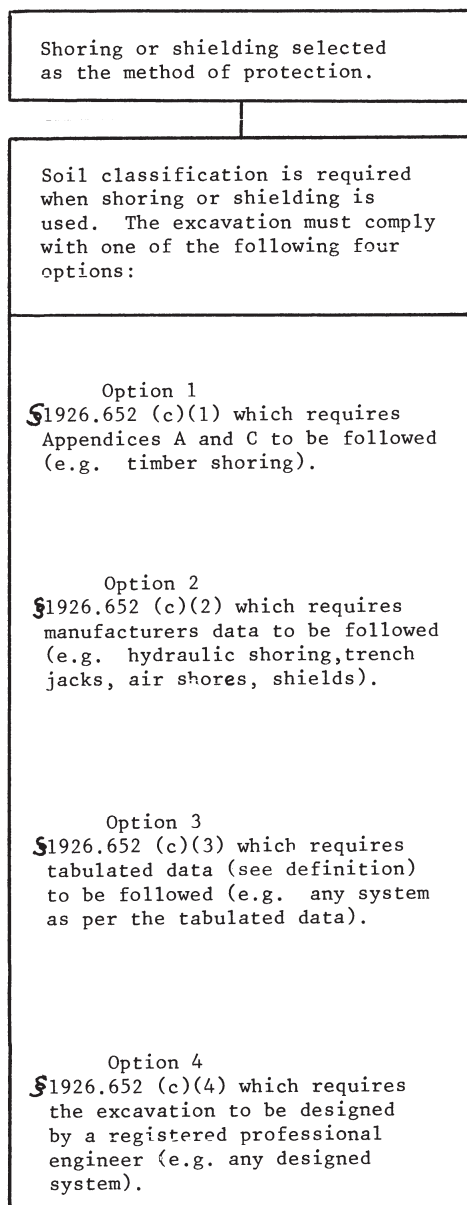 Shoring or shielding selected
as the method of protection.
Soil classification is required
when shoring or shielding is
used. The excavation must comply
with one of the following four
options:
Option 1
§1926.652 (c)(1) which requires
Appendices A and C to be followed
(e.g. timber shoring).
Option 2
§1926.652 (c)(2) which requires
manufacturers data to be followed
(e.g. hydraulic shoring,trench
jacks, air shores, shields).
Option 3
§1926.652 (c)(3) which requires
tabulated data (see definition)
to be followed (e.g. any system
as per the tabulated data).
Option 4
§1926.652 (c)(4) which requires
the excavation to be designed
by a registered professional
engineer (e.g. any designed
system).